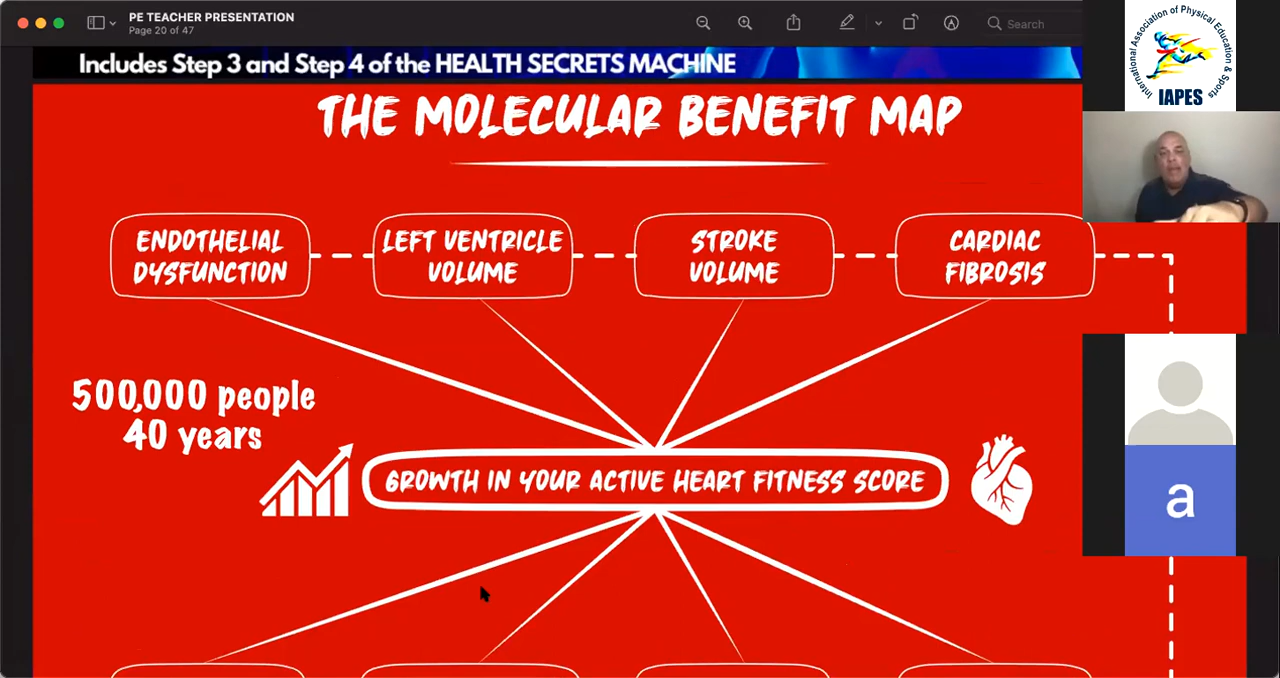 PE TEACHER PRESENTATION
Page 20 of 47
Search
Includes Step 3 and Step 4 of the HEALTH SECRETS MACHINE
THE MOLECULAR BENEFIT MAP
ENDOTHELIAL
DYSFUNCTION
LEFT VENTRICLE
VOLUME
STROKE
VOLUME
CARDIAC
FIBROSIS
500,000 people
40 years
GROWTH IN YOUR ACTIVE HEART FITNESS SCORE
International Association of Physical Education & Sports
IAPES
a